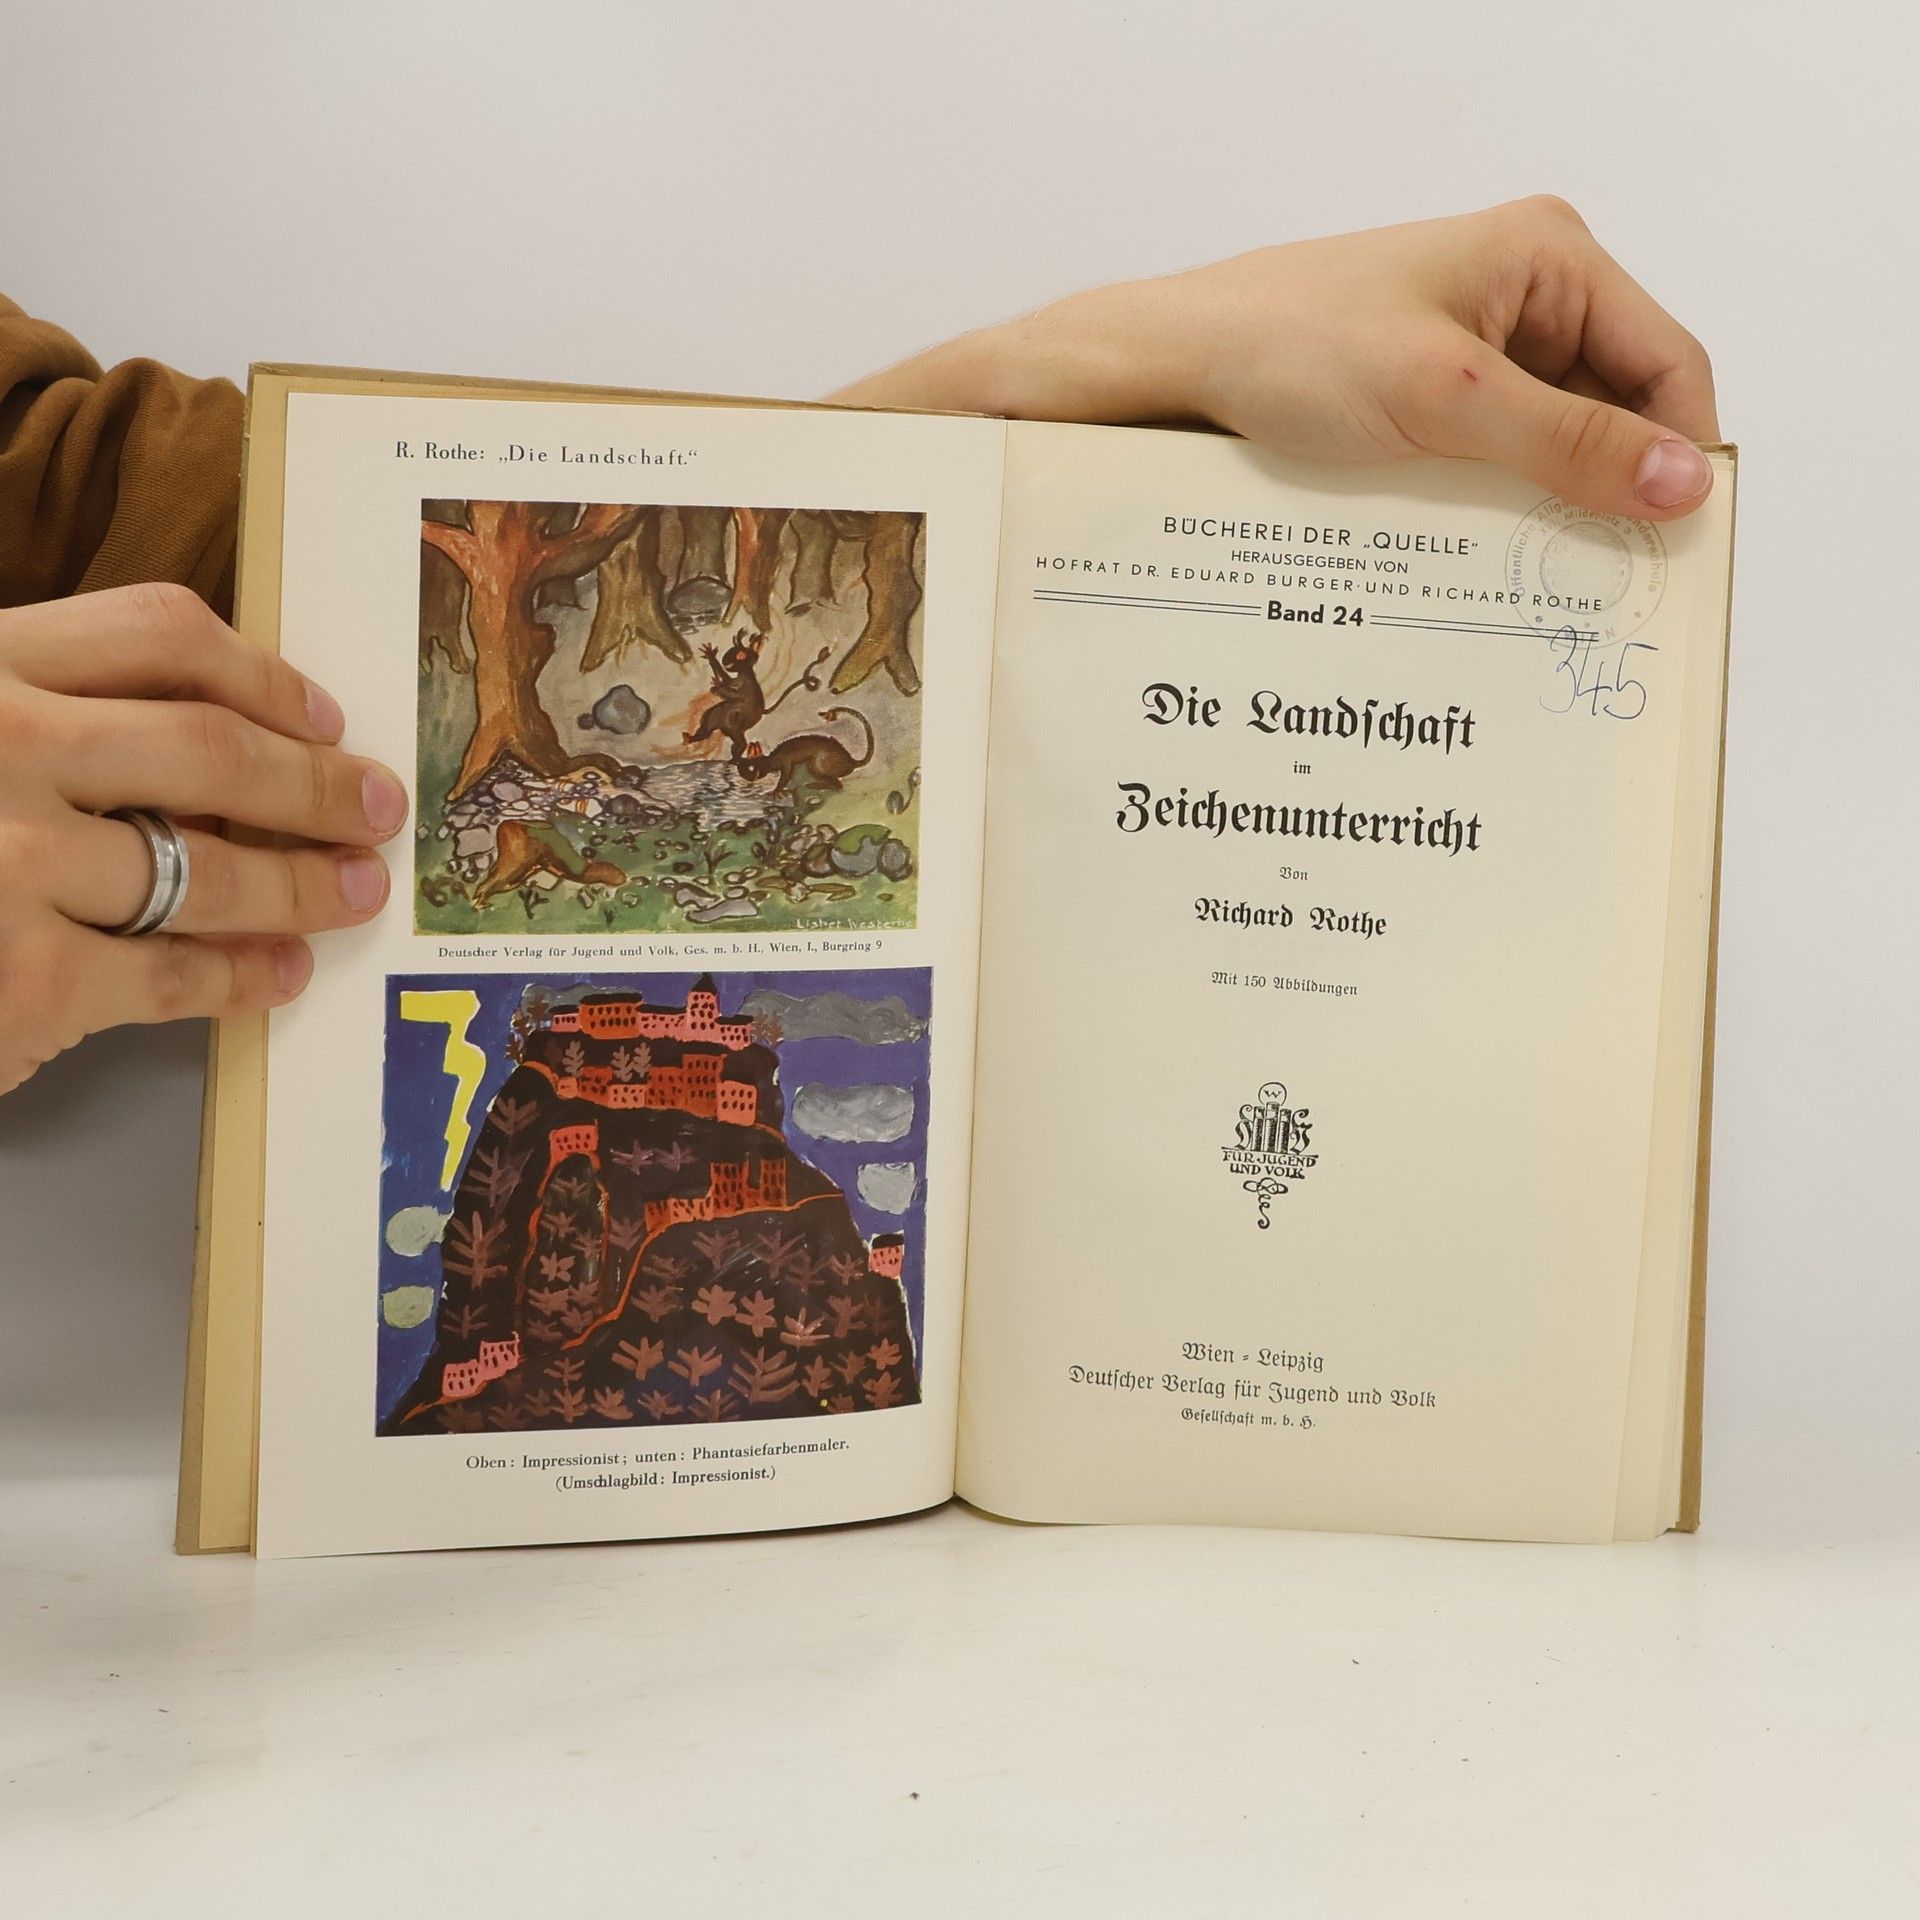 R. Rothe: „Die Landschaft.“
Deutscher Verlag für Jugend und Volk, Ges. m. b. H., Wien, I., Burgring 9
Oben: Impressionist; unten: Phantasiefarbenmaler.
(Umschlagbild: Impressionist.)
BÜCHEREI DER „QUELLE“
HERAUSGEGEBEN VON
HOFRAT DR. EDUARD BURGER UND RICHARD ROTHE
Band 24
345
Die Landschaft
im
Zeichenunterricht
Von
Richard Rothe
Mit 150 Abbildungen
W
FÜR JUGEND
UND VOLK
Wien - Leipzig
Deutscher Verlag für Jugend und Volk
Gesellschaft m. b. H.